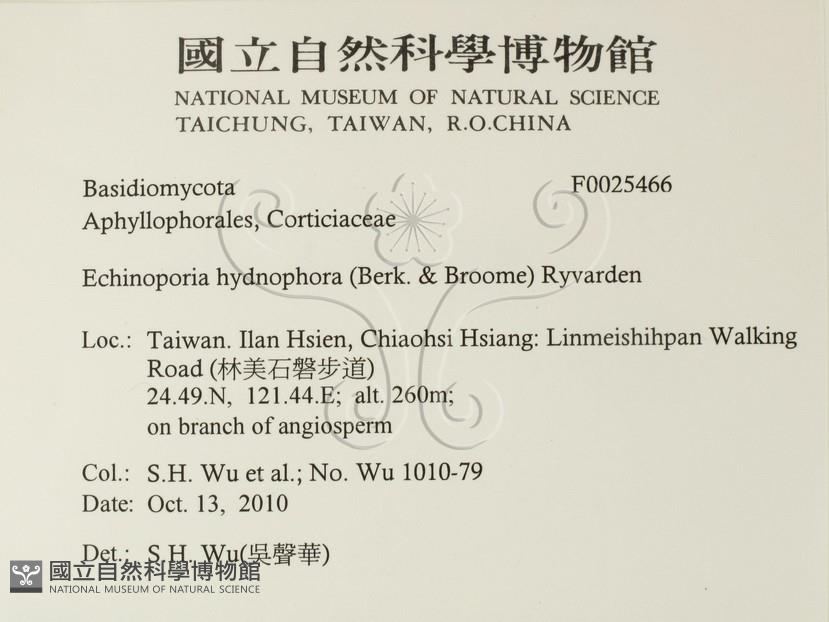 國立自然科學博物館
NATIONAL MUSEUM OF NATURAL SCIENCE
TAICHUNG, TAIWAN, R.O.CHINA
Basidiomycota F0025466
Aphyllophorales, Corticiaceae
Echinoporia hydnophora (Berk. & Broome) Ryvarden
Loc.: Taiwan. Ilan Hsien, Chiaohsi Hsiang: Linmeishihpan Walking
Road (林美石磐步道)
24.49.N, 121.44.E; alt. 260m;
on branch of angiosperm
Col.: S.H. Wu et al.; No. Wu 1010-79
Date: Oct. 13, 2010
Det.: S.H. Wu(吳聲華)
國立自然科學博物館
NATIONAL MUSEUM OF NATURAL SCIENCE